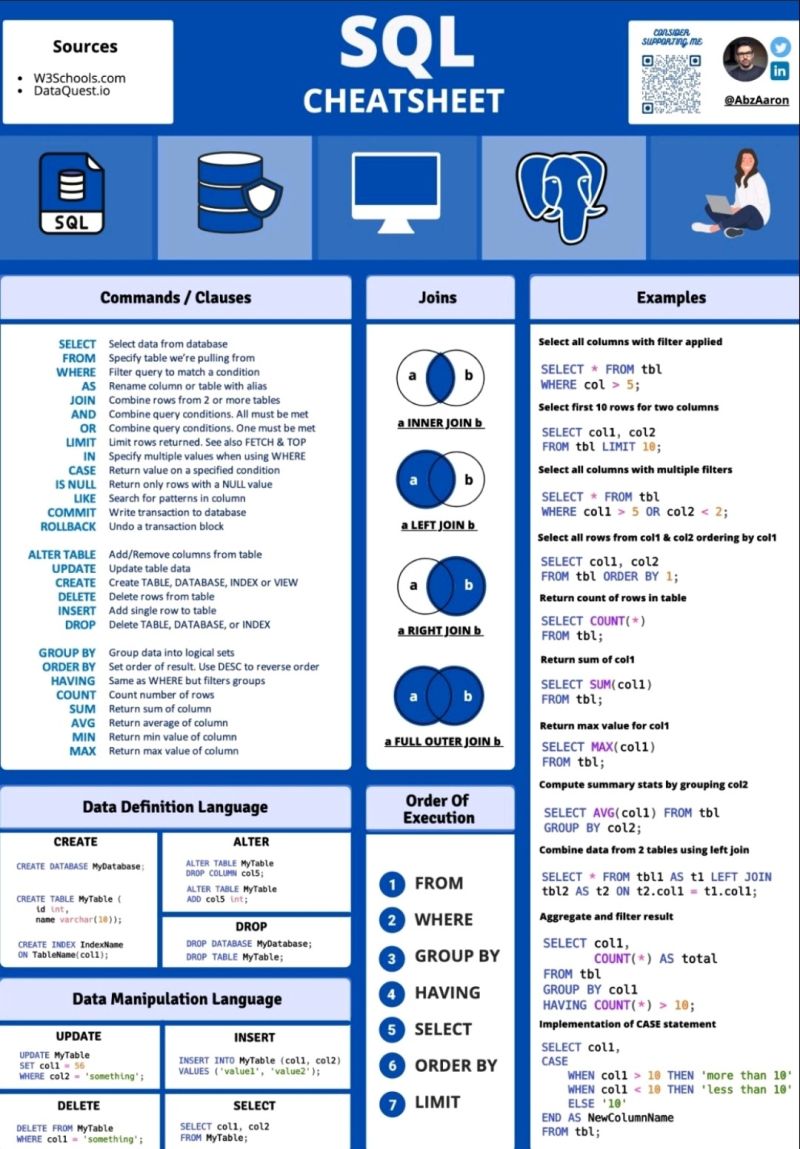 Sources
• W3Schools.com
• DataQuest.io
SQL
CHEATSHEET
CONSIDER
SUPPORTING ME
@AbzAaron
SQL
Commands / Clauses
SELECT Select data from database
FROM Specify table we're pulling from
WHERE Filter query to match a condition
AS Rename column or table with alias
JOIN Combine rows from 2 or more tables
AND Combine query conditions. All must be met
OR Combine query conditions. One must be met
LIMIT Limit rows returned. See also FETCH & TOP
IN Specify multiple values when using WHERE
CASE Return value on a specified condition
IS NULL Return only rows with a NULL value
LIKE Search for patterns in column
COMMIT Write transaction to database
ROLLBACK Undo a transaction block
ALTER TABLE Add/Remove columns from table
UPDATE Update table data
CREATE Create TABLE, DATABASE, INDEX or VIEW
DELETE Delete rows from table
INSERT Add single row to table
DROP Delete TABLE, DATABASE, or INDEX
GROUP BY Group data into logical sets
ORDER BY Set order of result. Use DESC to reverse order
HAVING Same as WHERE but filters groups
COUNT Count number of rows
SUM Return sum of column
AVG Return average of column
MIN Return min value of column
MAX Return max value of column
Joins
a b
a INNER JOIN b
a b
a LEFT JOIN b
a b
a RIGHT JOIN b
a b
a FULL OUTER JOIN b
Examples
Select all columns with filter applied
SELECT * FROM tbl
WHERE col > 5;
Select first 10 rows for two columns
SELECT col1, col2
FROM tbl LIMIT 10;
Select all columns with multiple filters
SELECT * FROM tbl
WHERE col1 > 5 OR col2 < 2;
Select all rows from col1 & col2 ordering by col1
SELECT col1, col2
FROM tbl ORDER BY 1;
Return count of rows in table
SELECT COUNT(*)
FROM tbl;
Return sum of col1
SELECT SUM(col1)
FROM tbl;
Return max value for col1
SELECT MAX(col1)
FROM tbl;
Compute summary stats by grouping col2
SELECT AVG(col1) FROM tbl
GROUP BY col2;
Combine data from 2 tables using left join
SELECT * FROM tbl1 AS t1 LEFT JOIN
tbl2 AS t2 ON t2.col1 = t1.col1;
Aggregate and filter result
SELECT col1,
COUNT(*) AS total
FROM tbl
GROUP BY col1
HAVING COUNT(*) > 10;
Implementation of CASE statement
SELECT col1,
CASE
WHEN col1 > 10 THEN 'more than 10'
WHEN col1 < 10 THEN 'less than 10'
ELSE '10'
END AS NewColumnName
FROM tbl;
Data Definition Language
CREATE
CREATE DATABASE MyDatabase;
CREATE TABLE MyTable (
id int,
name varchar(10));
CREATE INDEX IndexName
ON TableName(col1);
ALTER
ALTER TABLE MyTable
DROP COLUMN col5;
ALTER TABLE MyTable
ADD col5 int;
DROP
DROP DATABASE MyDatabase;
DROP TABLE MyTable;
Data Manipulation Language
UPDATE
UPDATE MyTable
SET col1 = 56
WHERE col2 = 'something';
INSERT
INSERT INTO MyTable (col1, col2)
VALUES ('value1', 'value2');
DELETE
DELETE FROM MyTable
WHERE col1 = 'something';
SELECT
SELECT col1, col2
FROM MyTable;
Order Of
Execution
1 FROM
2 WHERE
3 GROUP BY
4 HAVING
5 SELECT
6 ORDER BY
7 LIMIT